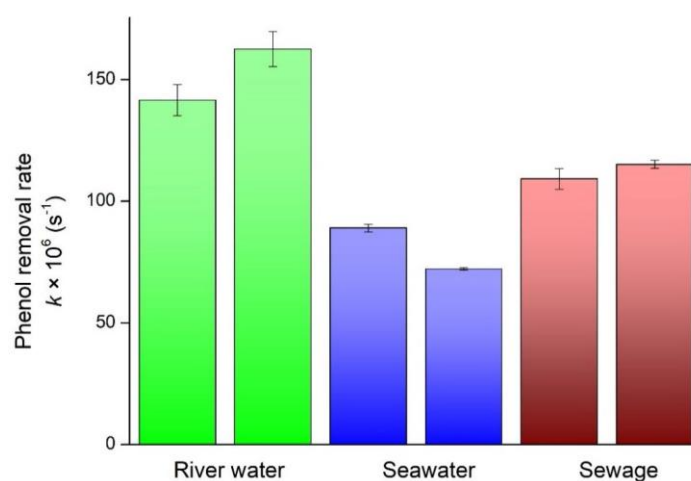 Phenol removal rate
k × 10⁶ (s⁻¹)
150
100
50
0
River water
Seawater
Sewage